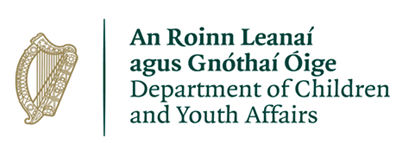 An Roinn Leanaí
agus Gnóthaí Óige
Department of Children
and Youth Affairs